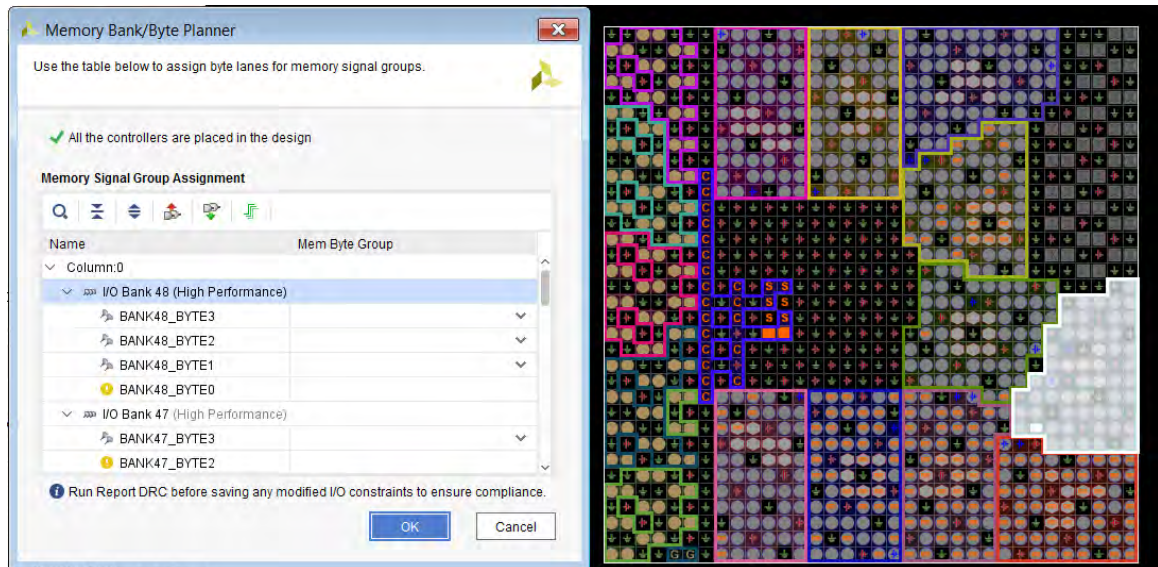 Memory Bank/Byte Planner
Use the table below to assign byte lanes for memory signal groups.
All the controllers are placed in the design
Memory Signal Group Assignment
Name Mem Byte Group
Column:0
I/O Bank 48 (High Performance)
BANK48_BYTE3
BANK48_BYTE2
BANK48_BYTE1
BANK48_BYTE0
I/O Bank 47 (High Performance)
BANK47_BYTE3
BANK47_BYTE2
Run Report DRC before saving any modified I/O constraints to ensure compliance.
OK Cancel
C
C
C
C
C
C C C S S
C S S
C C S S
C
C C C
C C C
C
G G